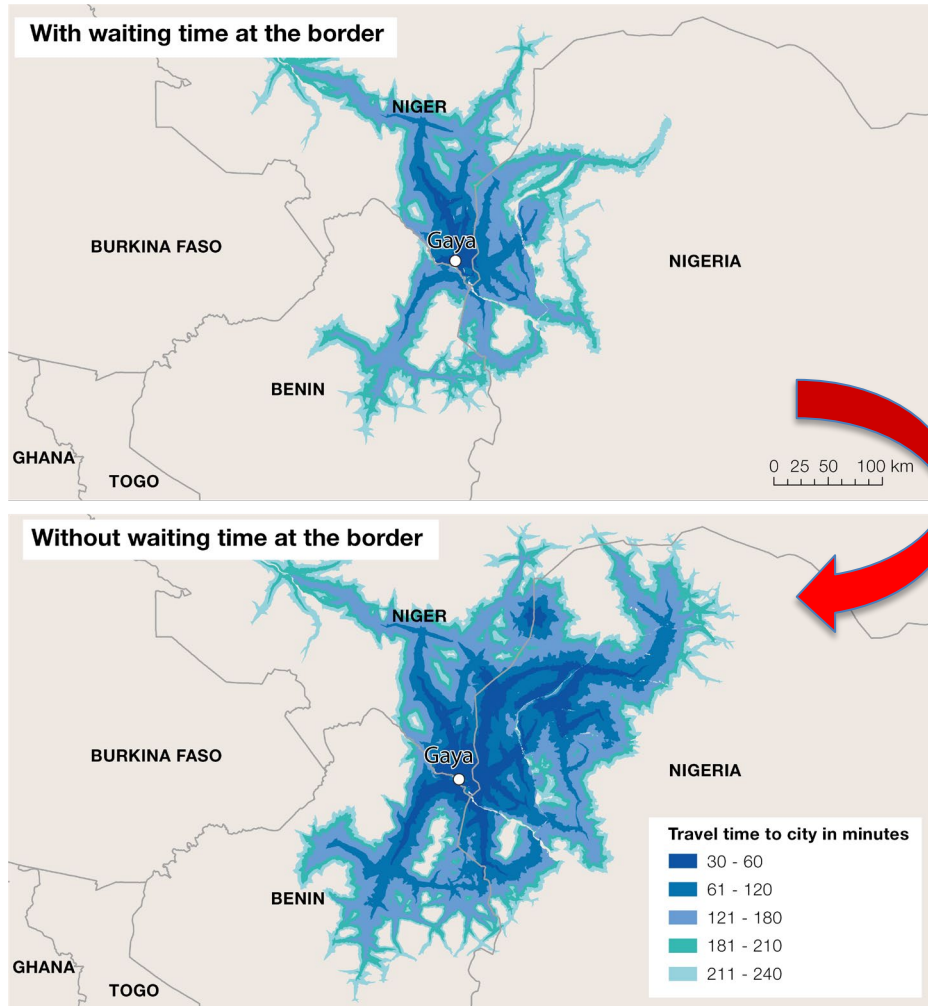 With waiting time at the border
NIGER
Gaya
BURKINA FASO
NIGERIA
BENIN
GHANA
TOGO
0 25 50 100 km
Without waiting time at the border
NIGER
Gaya
BURKINA FASO
NIGERIA
BENIN
GHANA
TOGO
Travel time to city in minutes
30 - 60
61 - 120
121 - 180
181 - 210
211 - 240